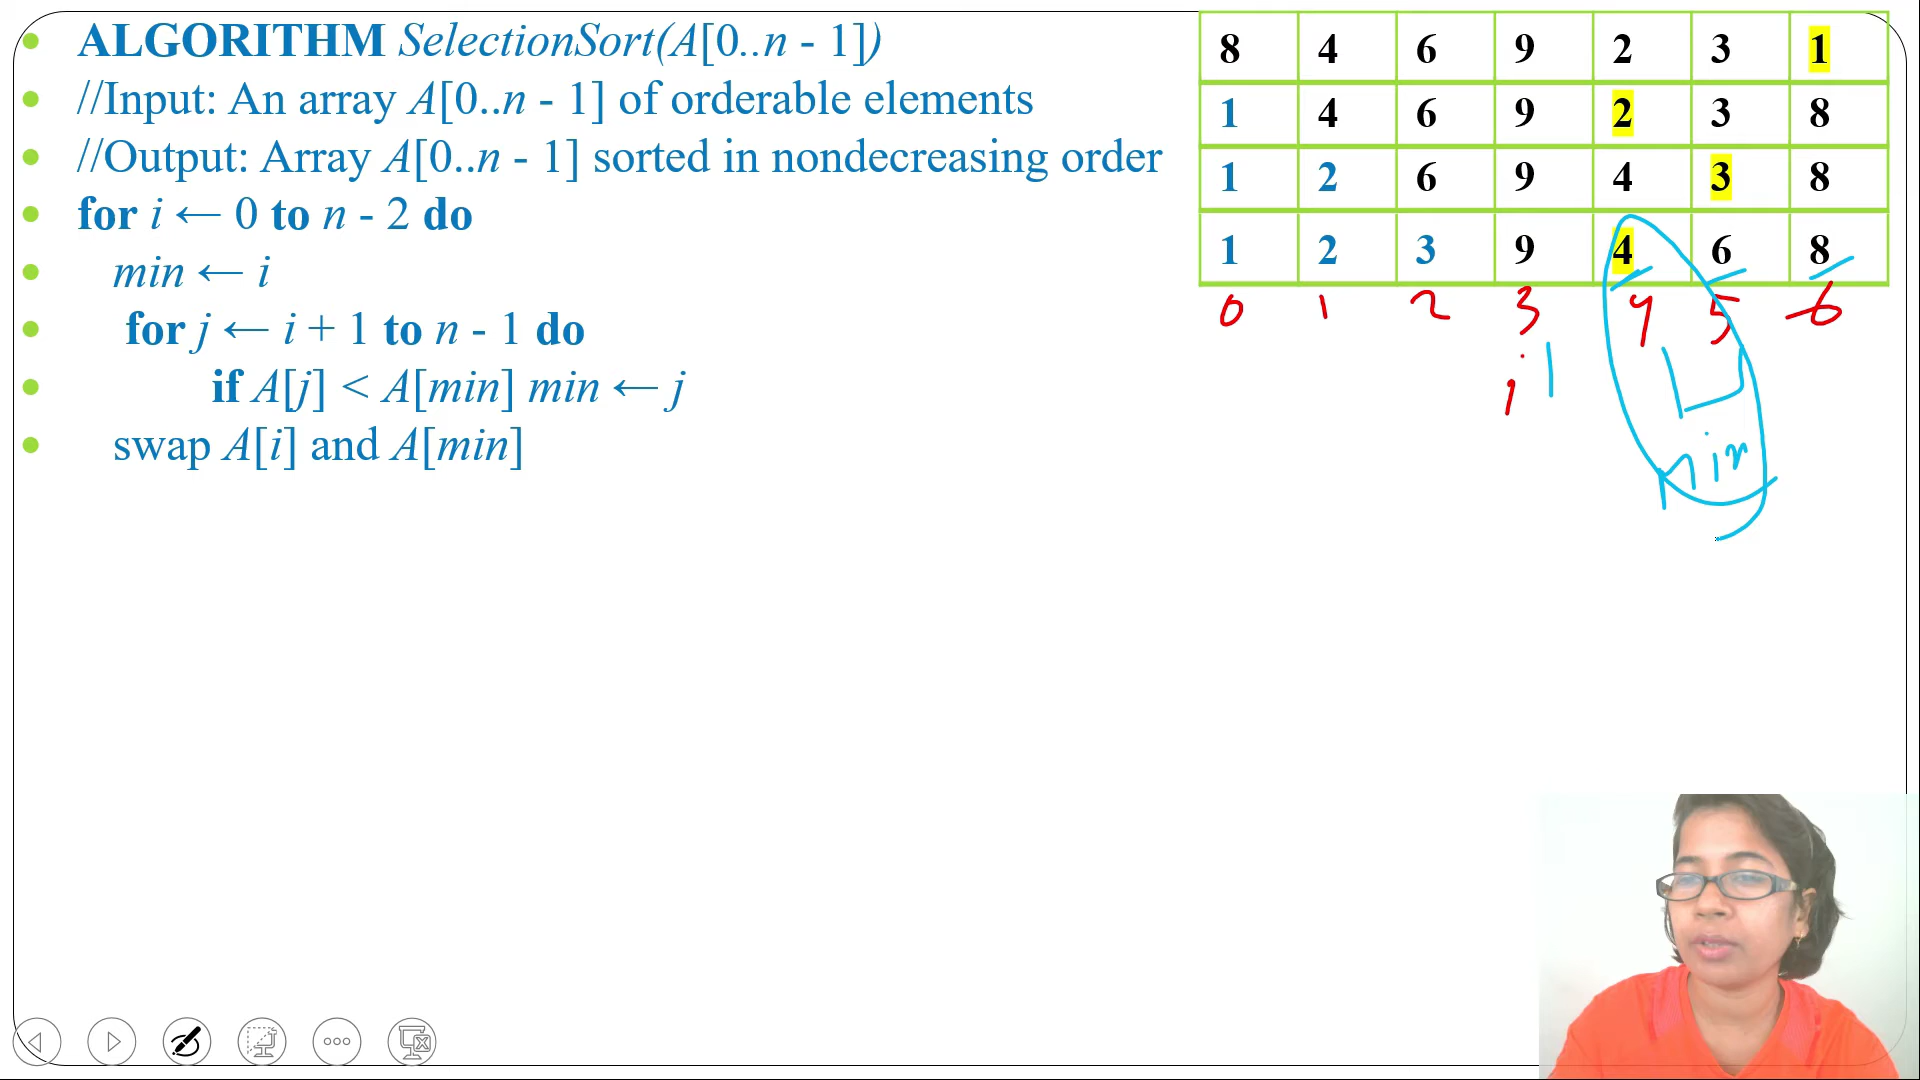 ALGORITHM SelectionSort(A[0..n - 1])
//Input: An array A[0..n - 1] of orderable elements
//Output: Array A[0..n - 1] sorted in nondecreasing order
for i ← 0 to n - 2 do
min ← i
for j ← i + 1 to n - 1 do
if A[j] < A[min] min ← j
swap A[i] and A[min]
8 4 6 9 2 3 1
1 4 6 9 2 3 8
1 2 6 9 4 3 8
1 2 3 9 4 6 8
0 1 2 3 4 5 6
i
min